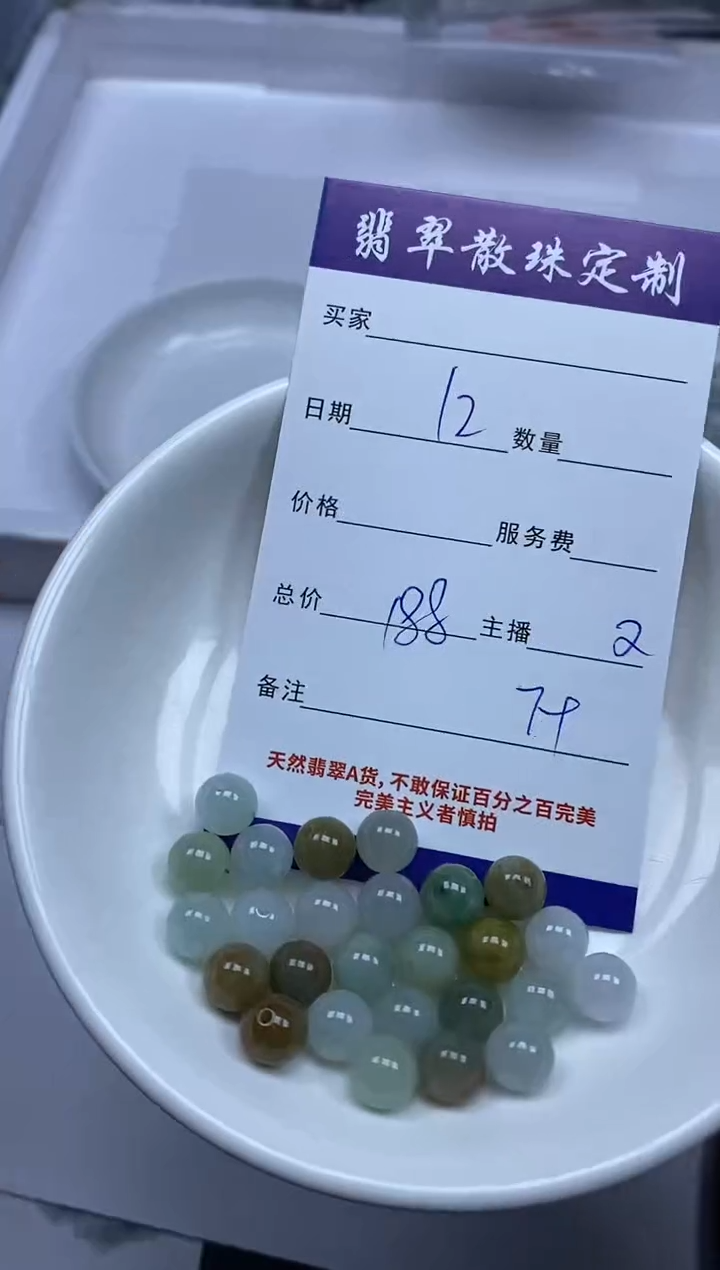 翡翠散珠定制
买家
日期 12 数量
价格 服务费
总价 188 主播 2
备注
天然翡翠A货，不敢保证百分之百完美
完美主义者慎拍